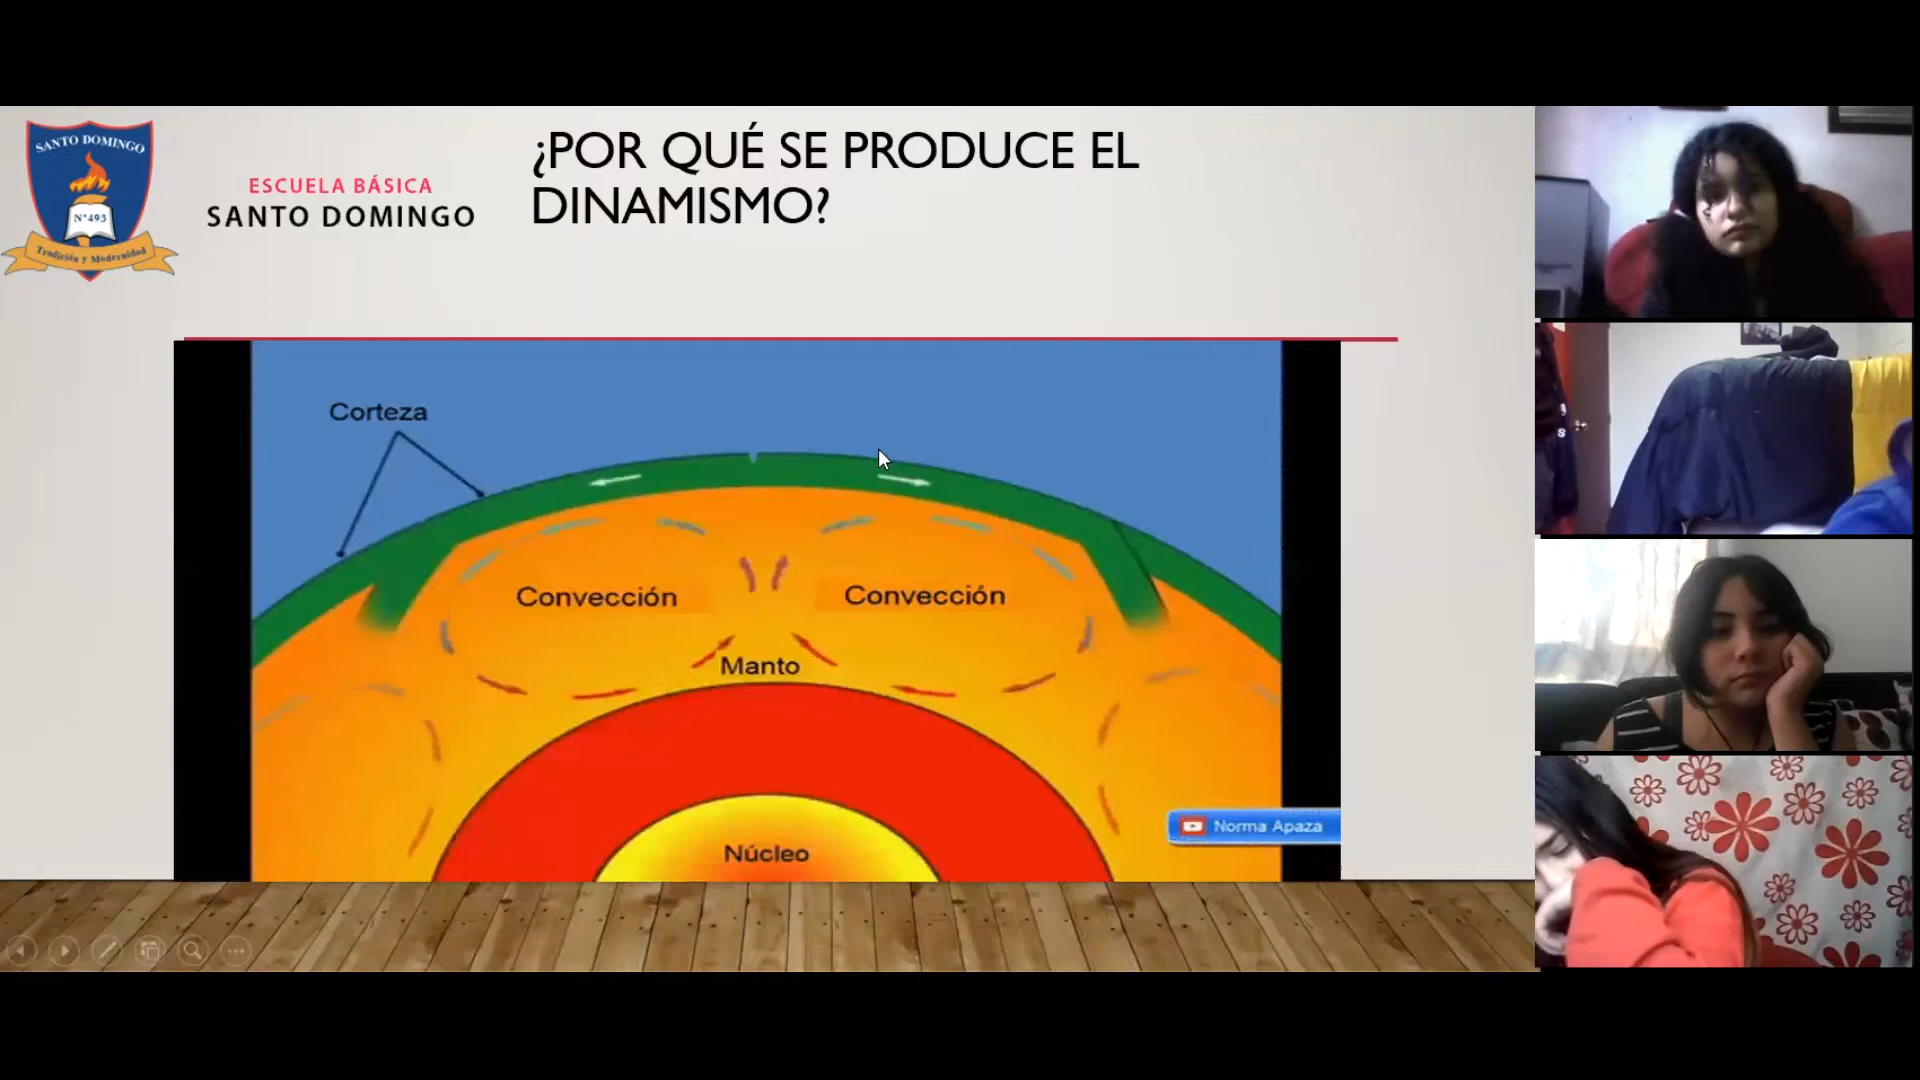 SANTO DOMINGO
N°493
Tradición y Modernidad
ESCUELA BÁSICA
SANTO DOMINGO
¿POR QUÉ SE PRODUCE EL
DINAMISMO?
Corteza
Convección
Convección
Manto
Núcleo
Norma Apaza
S